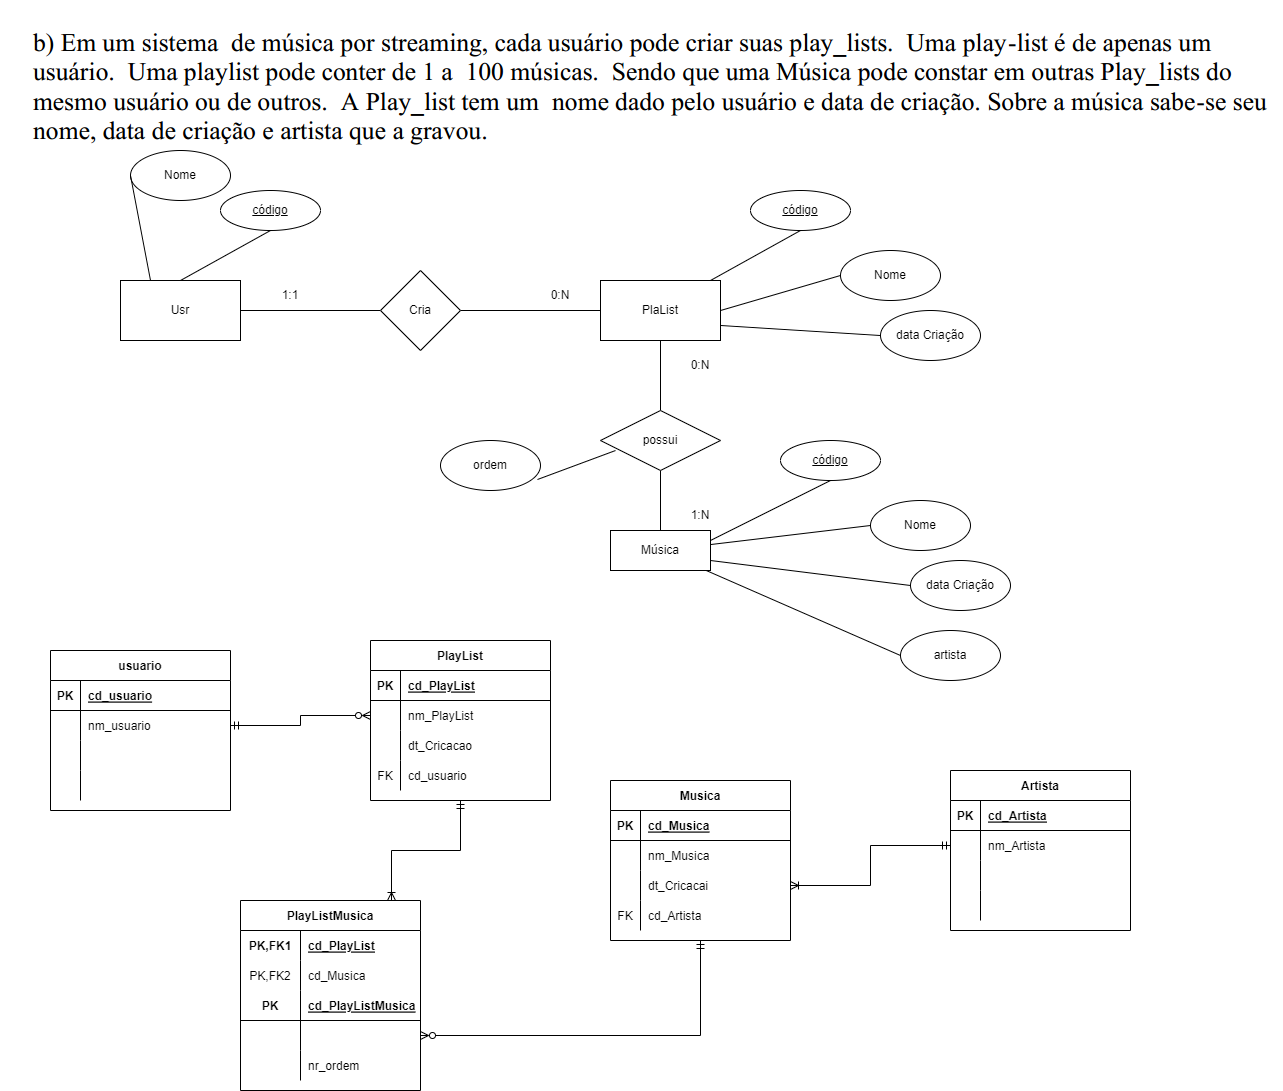 b) Em um sistema  de música por streaming, cada usuário pode criar suas play_lists.  Uma play-list é de apenas um
usuário.  Uma playlist pode conter de 1 a  100 músicas.  Sendo que uma Música pode constar em outras Play_lists do
mesmo usuário ou de outros.  A Play_list tem um  nome dado pelo usuário e data de criação. Sobre a música sabe-se seu
nome, data de criação e artista que a gravou.
Nome
código
código
Nome
1:1
0:N
Usr
Cria
PlaList
data Criação
0:N
possui
ordem
código
1:N
Nome
Música
data Criação
artista
usuario
PK cd_usuario
nm_usuario
PlayList
PK cd_PlayList
nm_PlayList
dt_Cricacao
FK cd_usuario
Musica
PK cd_Musica
nm_Musica
dt_Cricacai
FK cd_Artista
Artista
PK cd_Artista
nm_Artista
PlayListMusica
PK,FK1 cd_PlayList
PK,FK2 cd_Musica
PK cd_PlayListMusica
nr_ordem